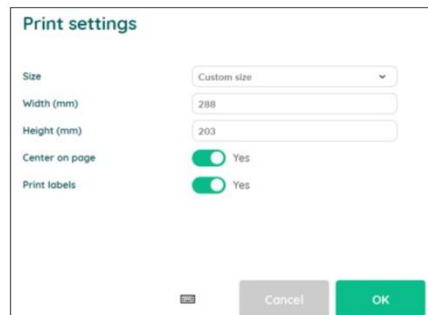 Print settings
Size Custom size
Width (mm) 288
Height (mm) 203
Center on page Yes
Print labels Yes
Cancel OK